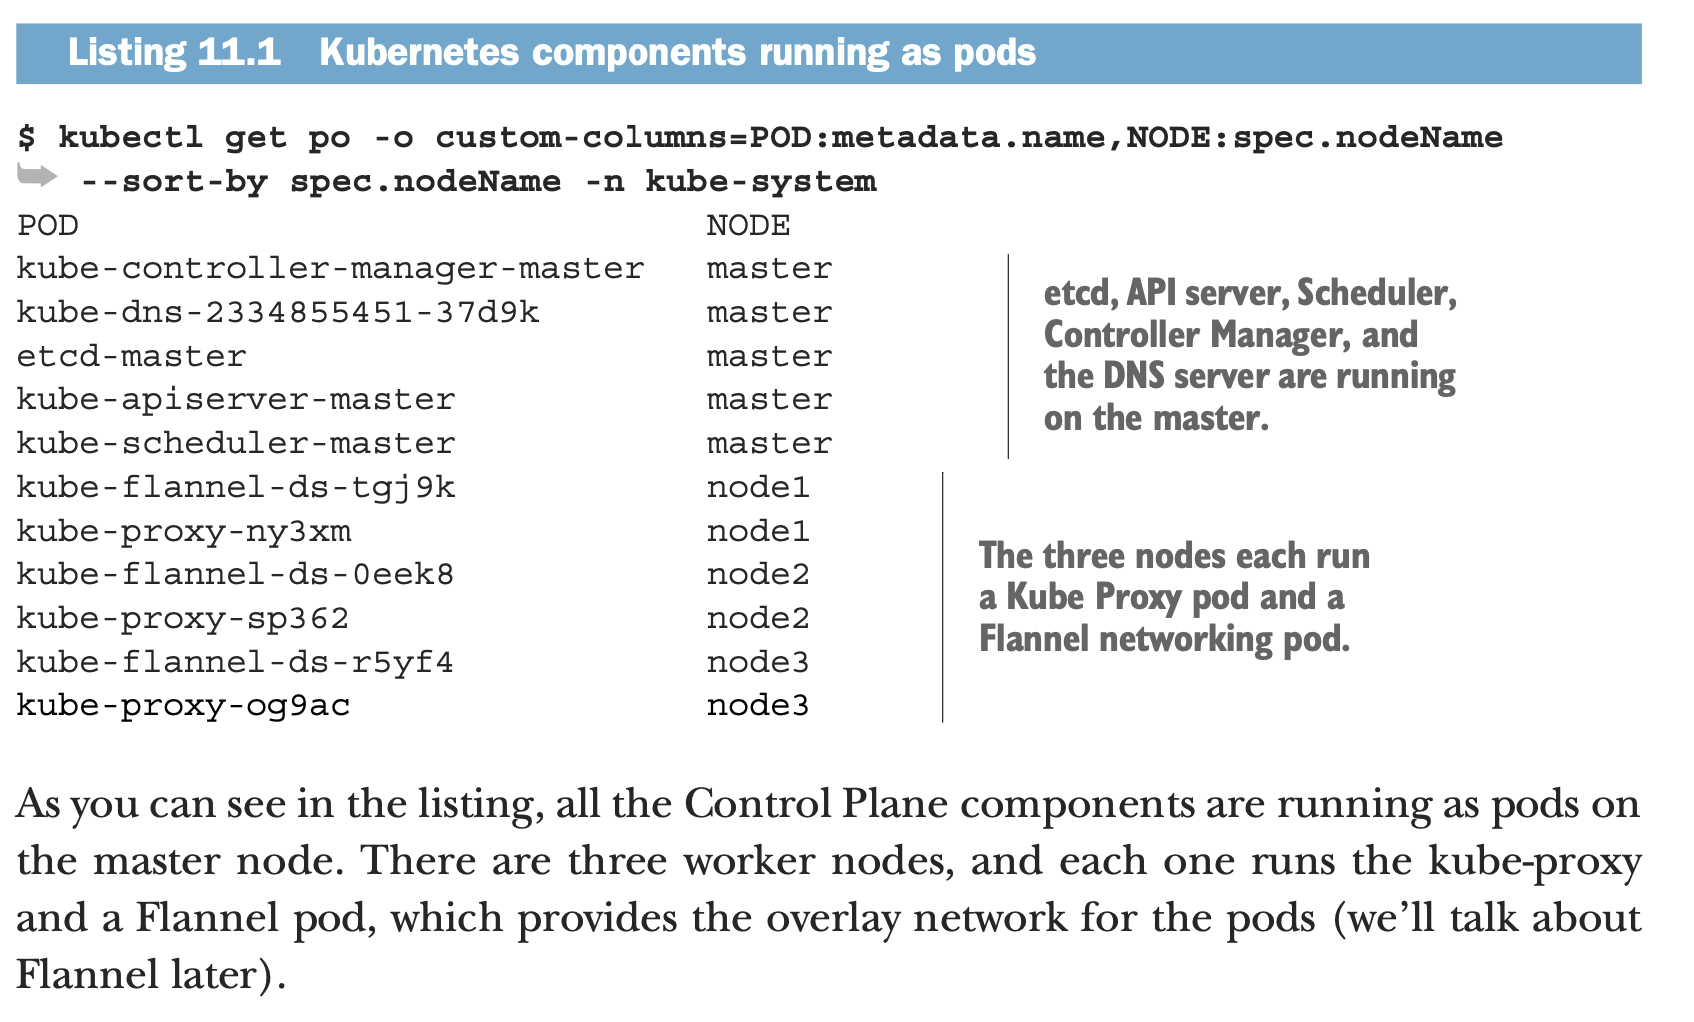 Listing 11.1 Kubernetes components running as pods
$ kubectl get po -o custom-columns=POD:metadata.name,NODE:spec.nodeName
--sort-by spec.nodeName -n kube-system
POD NODE
kube-controller-manager-master master
kube-dns-2334855451-37d9k master
etcd-master master
kube-apiserver-master master
kube-scheduler-master master
kube-flannel-ds-tgj9k node1
kube-proxy-ny3xm node1
kube-flannel-ds-0eek8 node2
kube-proxy-sp362 node2
kube-flannel-ds-r5yf4 node3
kube-proxy-og9ac node3
etcd, API server, Scheduler,
Controller Manager, and
the DNS server are running
on the master.
The three nodes each run
a Kube Proxy pod and a
Flannel networking pod.
As you can see in the listing, all the Control Plane components are running as pods on
the master node. There are three worker nodes, and each one runs the kube-proxy
and a Flannel pod, which provides the overlay network for the pods (we’ll talk about
Flannel later).